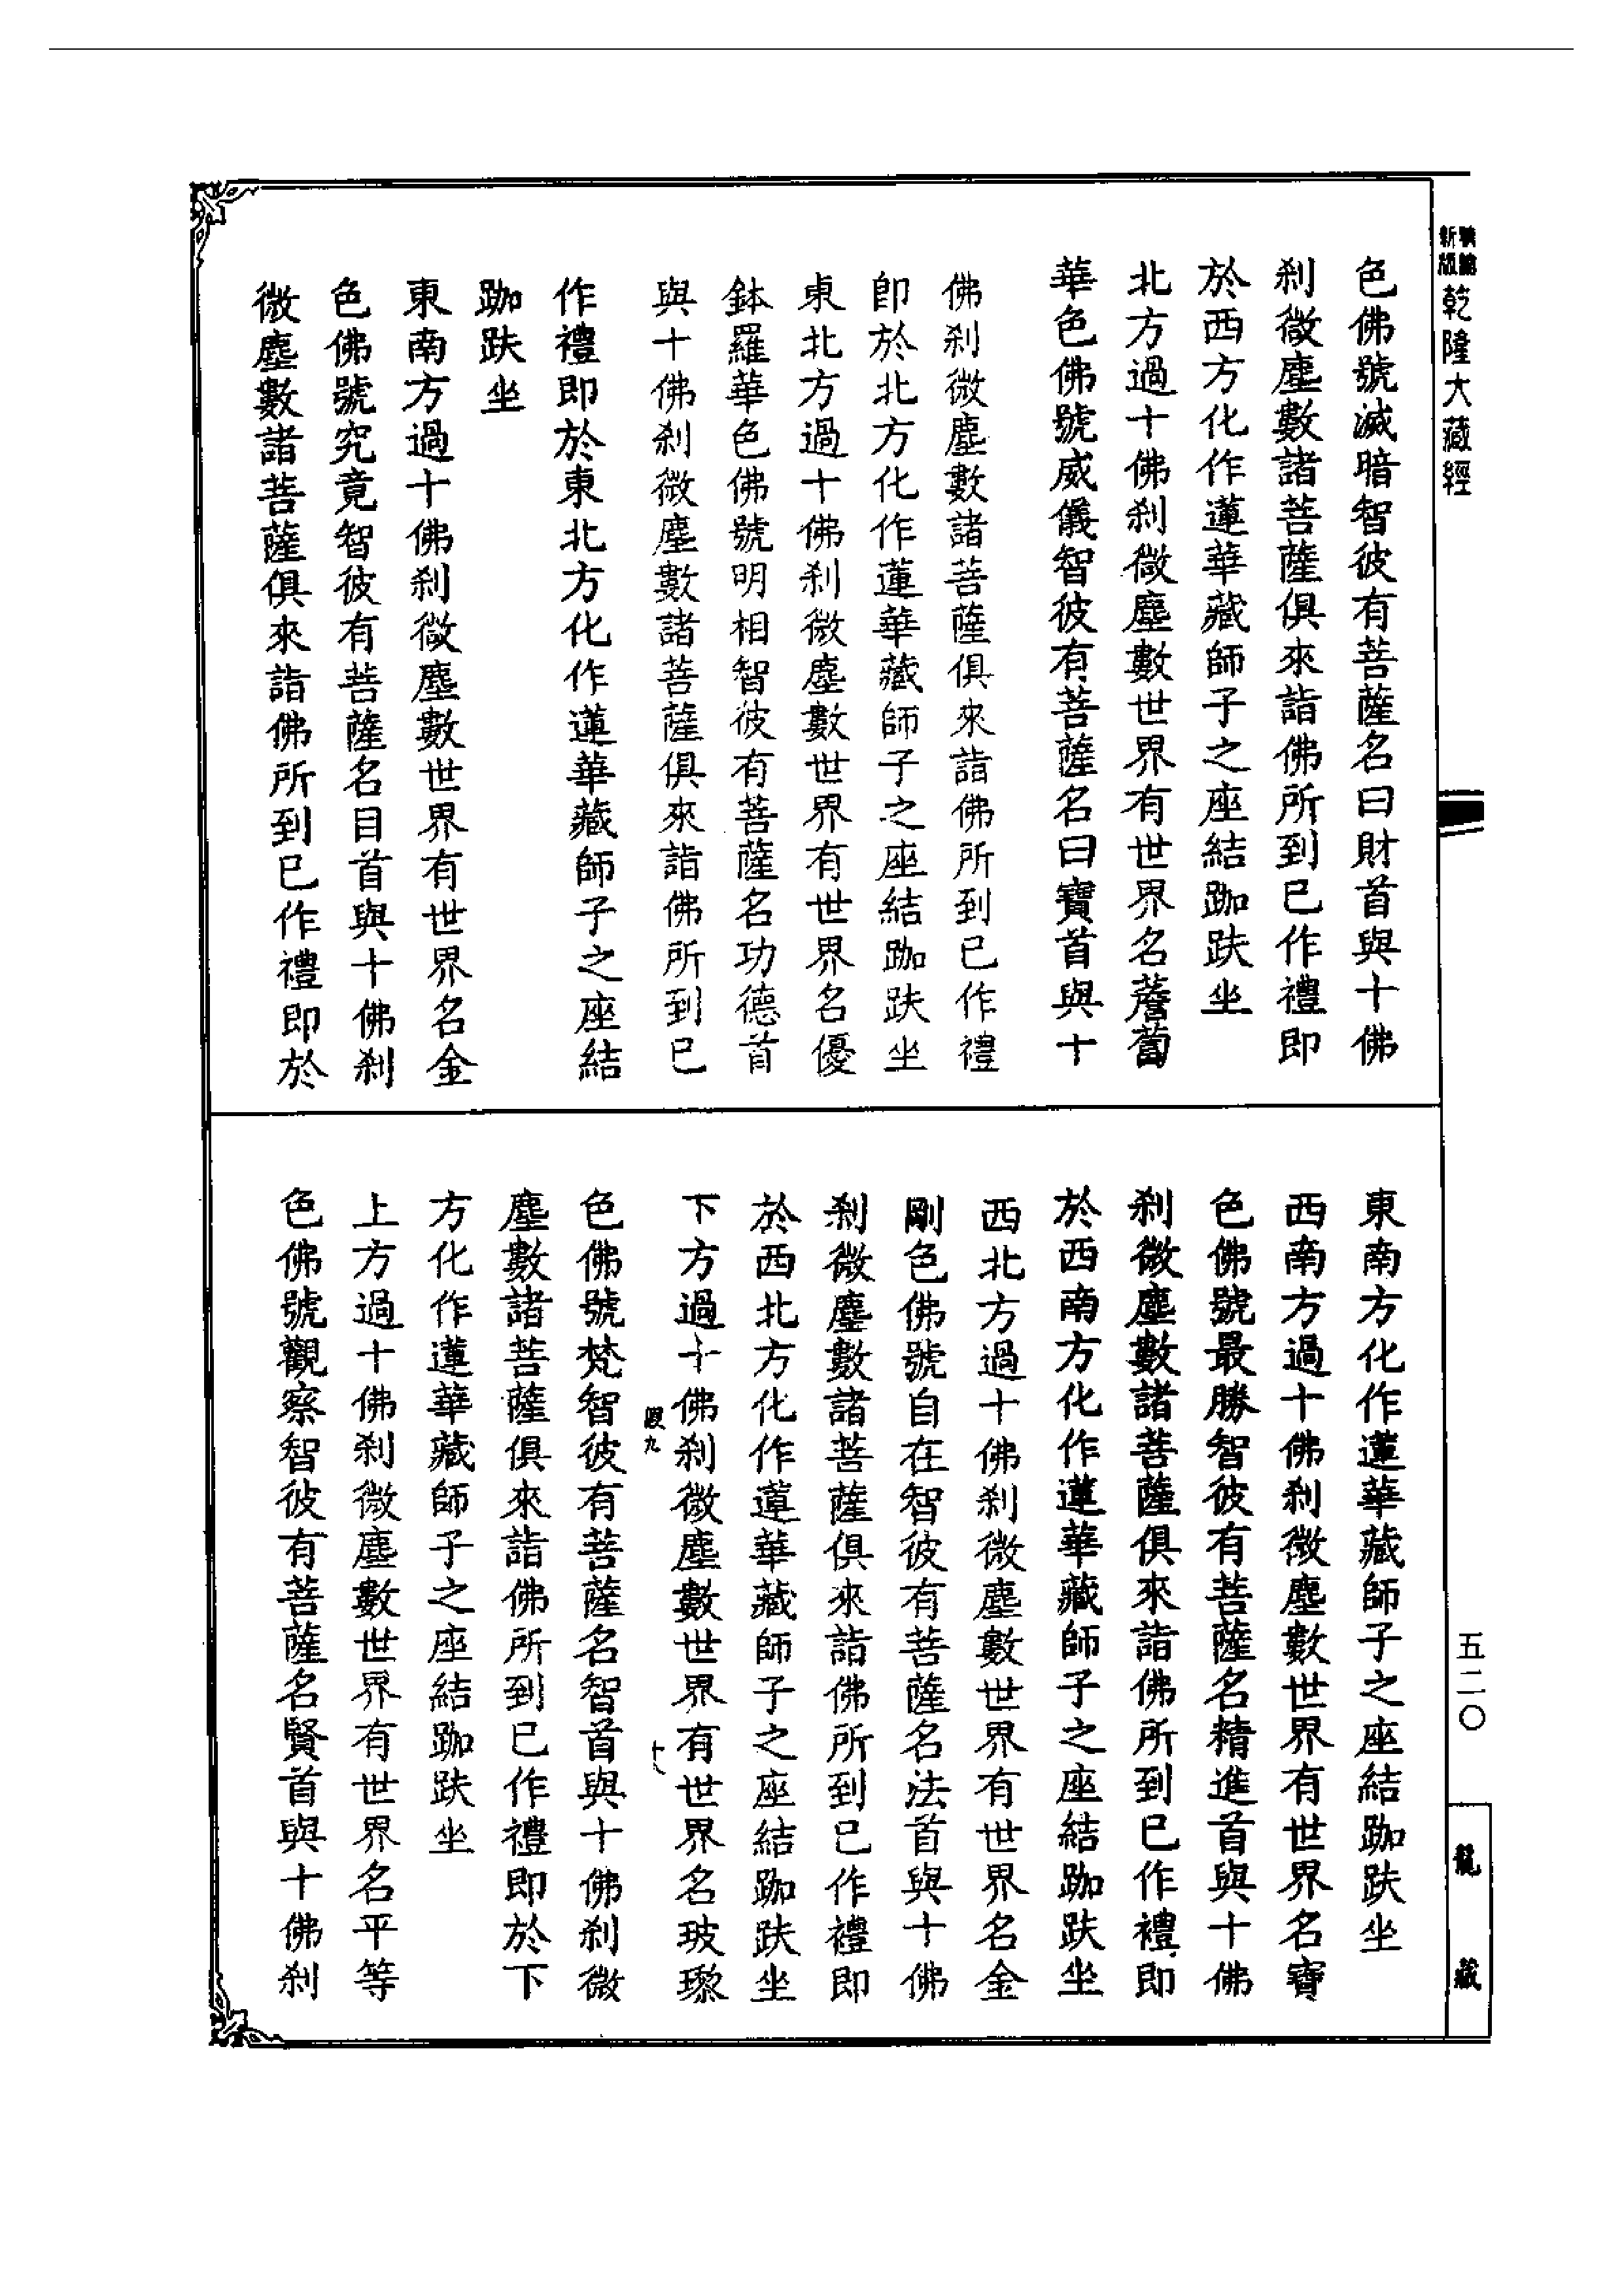 新版
乾隆大藏經
色佛號滅暗智彼有菩薩名曰財首與十佛
刹微塵數諸菩薩俱來詣佛所到已作禮即
於西方化作蓮華藏師子之座結跏趺坐
北方過十佛刹微塵數世界有世界名薝蔔
華色佛號威儀智彼有菩薩名曰寶首與十
佛刹微塵數諸菩薩俱來詣佛所到已作禮
即於北方化作蓮華藏師子之座結跏趺坐
東北方過十佛刹微塵數世界有世界名優
鉢羅華色佛號明相智彼有菩薩名功德首
與十佛刹微塵數諸菩薩俱來詣佛所到已
作禮即於東北方化作蓮華藏師子之座結
跏趺坐
東南方過十佛刹微塵數世界有世界名金
色佛號究竟智彼有菩薩名目首與十佛刹
微塵數諸菩薩俱來詣佛所到已作禮即於
東南方化作蓮華藏師子之座結跏趺坐
西南方過十佛刹微塵數世界有世界名寶
色佛號最勝智彼有菩薩名精進首與十佛
刹微塵數諸菩薩俱來詣佛所到已作禮即
於西南方化作蓮華藏師子之座結跏趺坐
西北方過十佛刹微塵數世界有世界名金
剛色佛號自在智彼有菩薩名法首與十佛
刹微塵數諸菩薩俱來詣佛所到已作禮即
於西北方化作蓮華藏師子之座結跏趺坐
下方過十佛刹微塵數世界有世界名玻瓈
色佛號梵智彼有菩薩名智首與十佛刹微
塵數諸菩薩俱來詣佛所到已作禮即於下
方化作蓮華藏師子之座結跏趺坐
上方過十佛刹微塵數世界有世界名平等
色佛號觀察智彼有菩薩名賢首與十佛刹
五二〇
龍藏